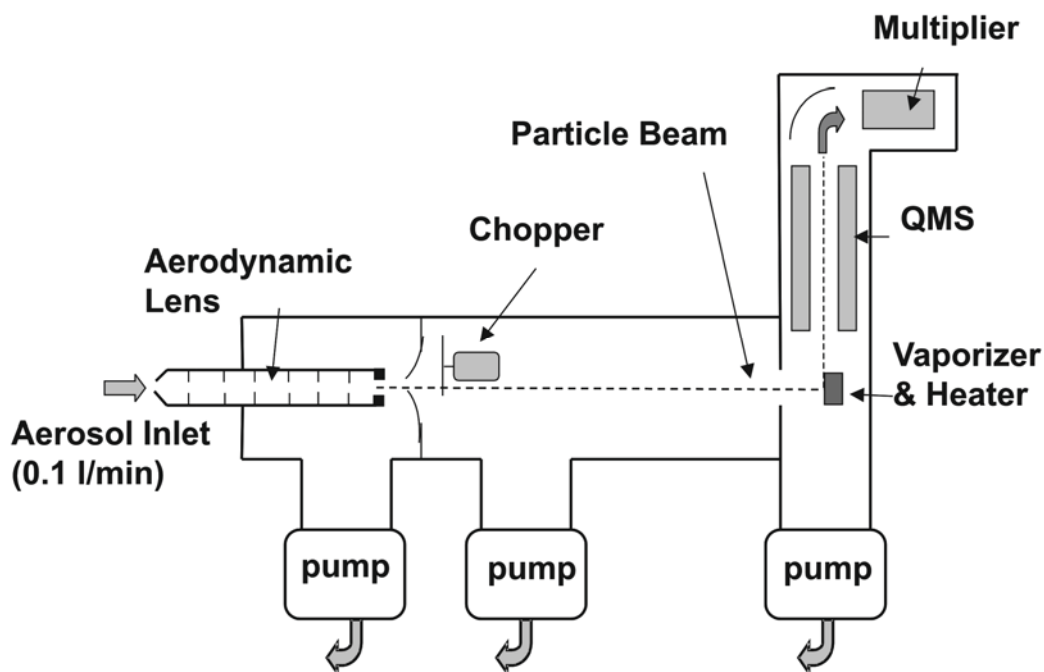 Multiplier
Particle Beam
QMS
Chopper
Aerodynamic
Lens
Vaporizer
& Heater
Aerosol Inlet
(0.1 l/min)
pump
pump
pump